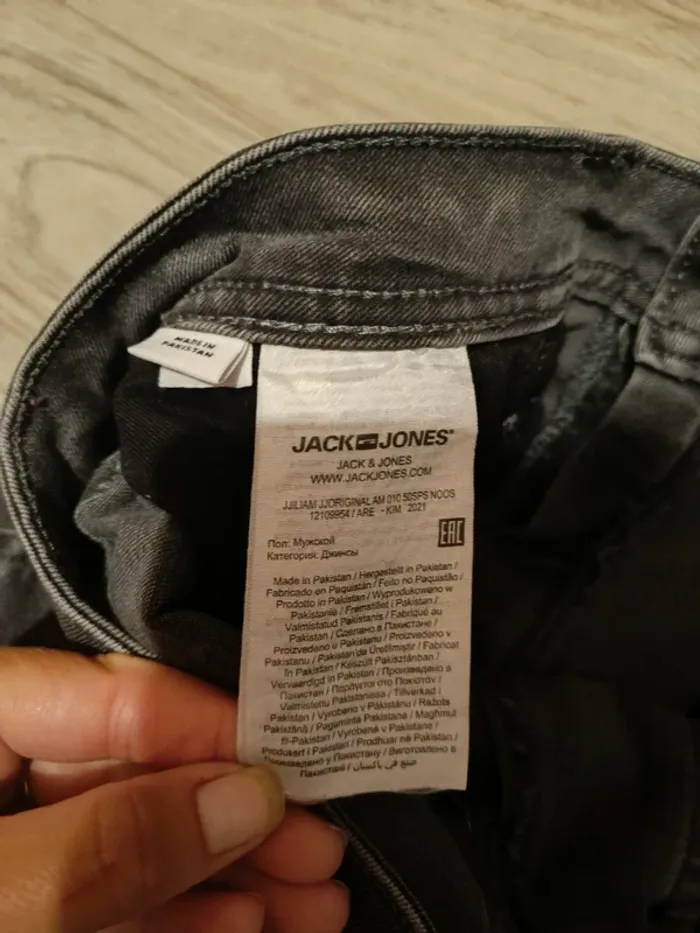 MADE IN
PAKISTAN
JACK JONES®
JACK & JONES
WWW.JACKJONES.COM
JJILIAM JJORIGINAL AM 010 50SPS NOOS
12109954 / ARE - KIM 2021
EAC
Пол: Мужской
Категория: Джинсы
Made in Pakistan / Hergestellt in Pakistan /
Fabricado en Paquistán / Feito no Paquistão /
Prodotto in Pakistan / Wyprodukowano w
Pakistanie / Fremstillet i Pakistan /
Valmistatud Pakistanis / Fabriqué au
Pakistan / Сделано в Пакистане /
Proizvedeno u Pakistanu / Proizvedeno v
Pakistanu / Pakistan'da Üretilmiştir / Fabricat
în Pakistan / Készült Pakisztánban /
Vervaardigd in Pakistan / Произведено в
Пакистан / Παράγεται στο Πακιστάν /
Valmistettu Pakistanissa / Tillverkad i
Pakistan / Vyrobeno v Pákistánu / Ražots
Pakistānā / Pagaminta Pakistane / Magħmul
fil-Pakistan / Vyrobené v Pakistane /
Produsert i Pakistan / Prodhuar në Pakistan /
Произведено у Пакистану / Виготовлено в
Пакистані / صنع في باكستان